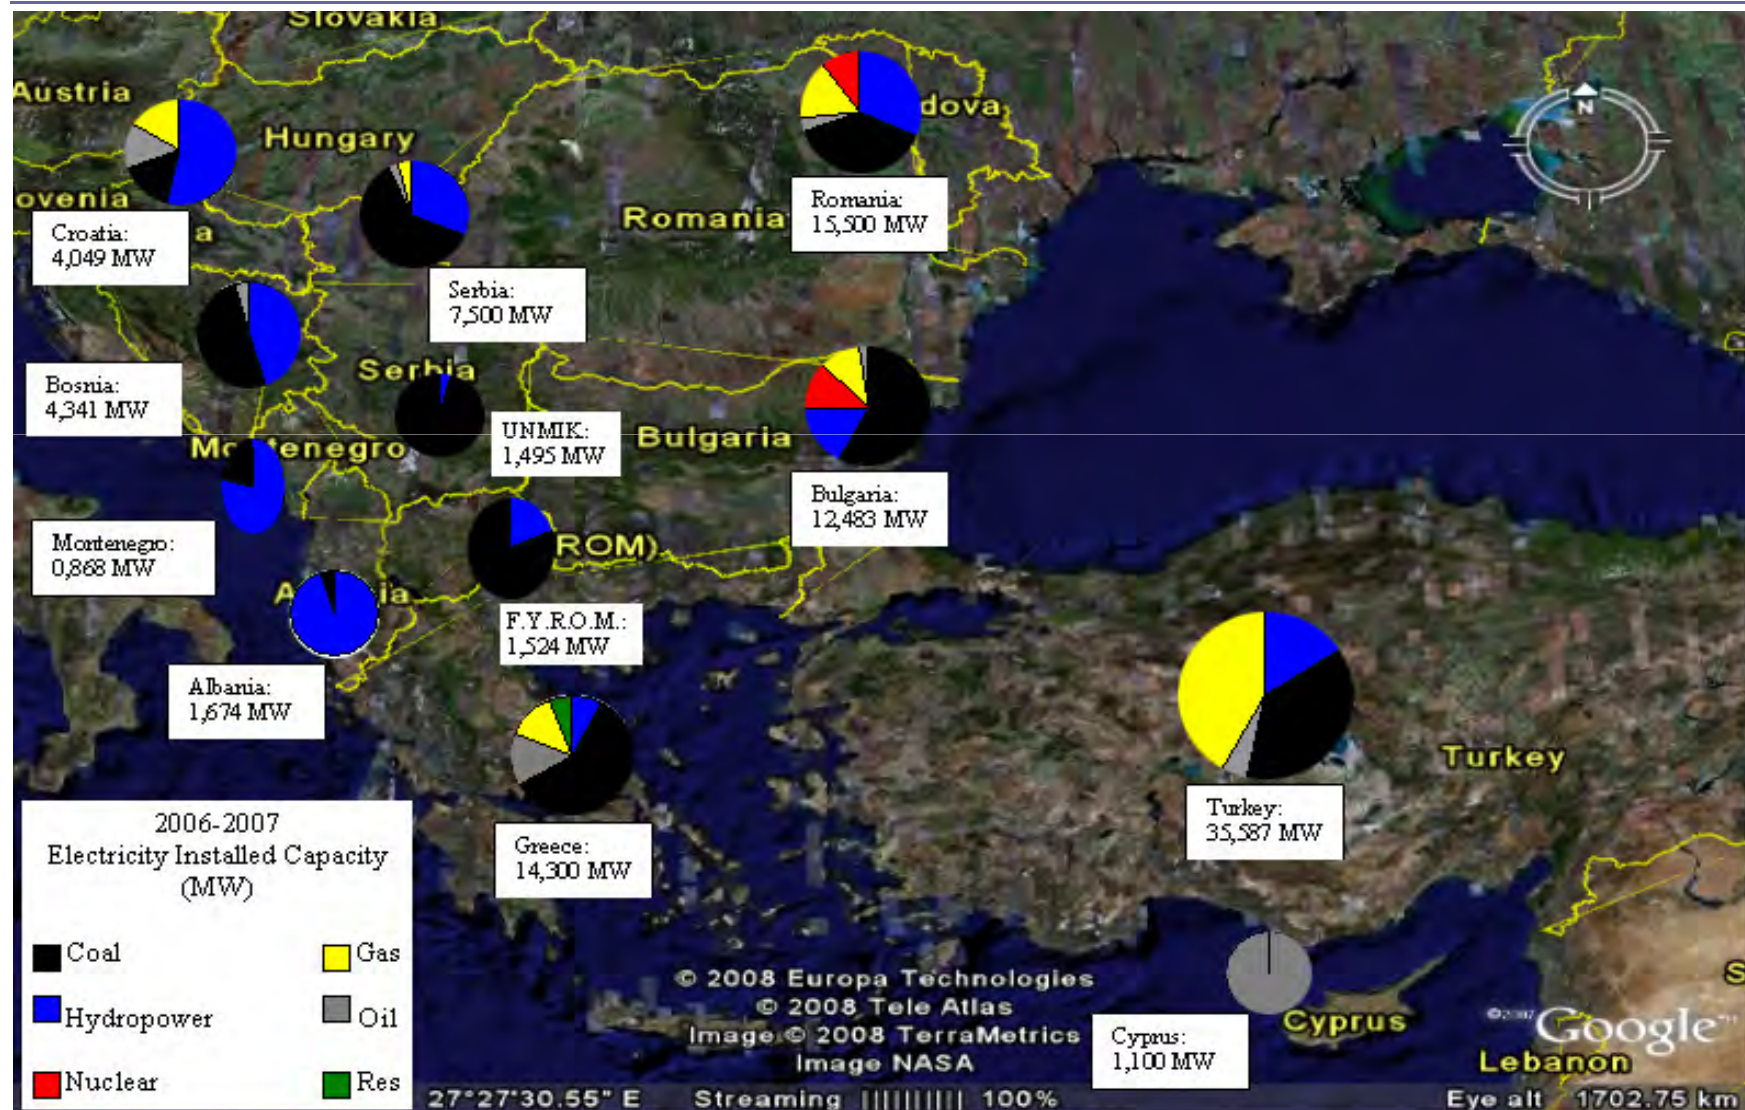 Slovakia
Austria
Hungary
ovenia
a
dova
N
Croatia:
4,049 MW
Serbia:
7,500 MW
Romania
Romania:
15,500 MW
Bosnia:
4,341 MW
Serbia
UNMIK:
1,495 MW
Bulgaria
Bulgaria:
12,483 MW
Montenegro:
0,868 MW
ROM)
F.Y.R.O.M.:
1,524 MW
Albania:
1,674 MW
Greece:
14,300 MW
Turkey
Turkey:
35,587 MW
2006-2007
Electricity Installed Capacity
(MW)
Coal
Gas
Hydropower
Oil
Nuclear
Res
© 2008 Europa Technologies
© 2008 Tele Atlas
Image © 2008 TerraMetrics
Image NASA
Cyprus:
1,100 MW
Cyprus
©2007 Google™
Lebanon
S
27°27'30.55" E
Streaming ||||||||| 100%
Eye alt 1702.75 km